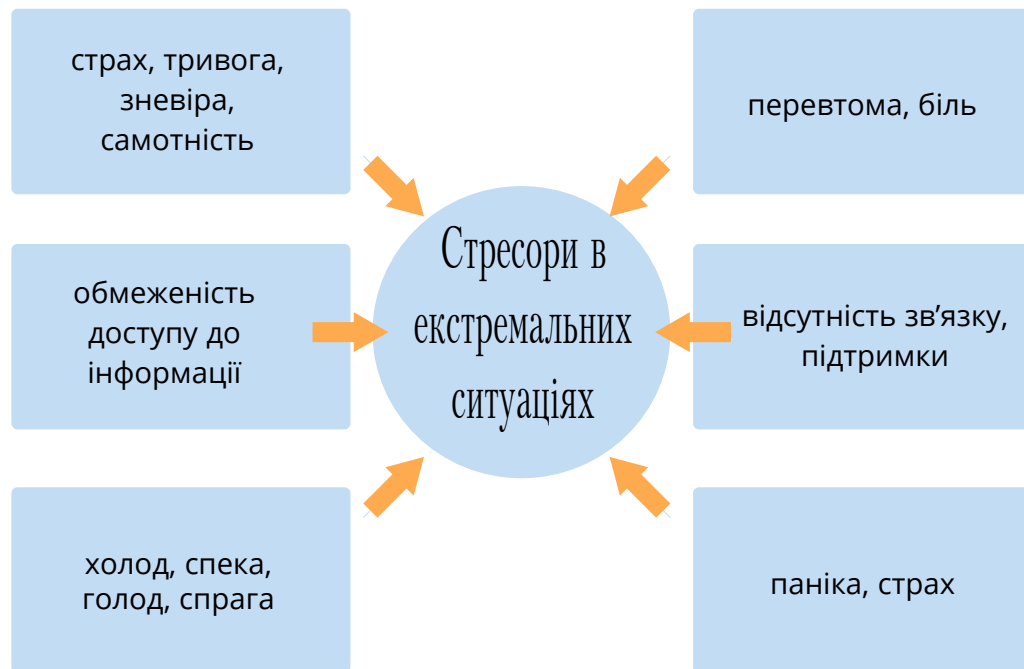 страх, тривога,
зневіра,
самотність
перевтома, біль
Стресори в
екстремальних
ситуаціях
обмеженість
доступу до
інформації
відсутність зв’язку,
підтримки
холод, спека,
голод, спрага
паніка, страх